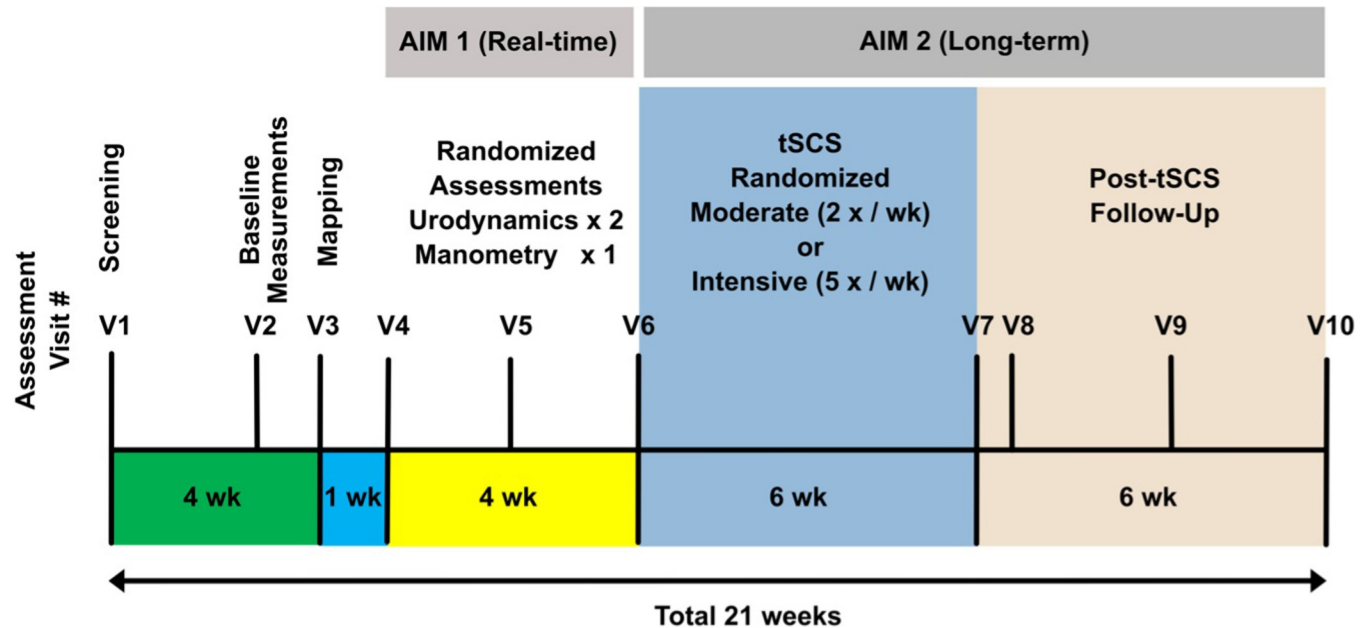 AIM 1 (Real-time)
AIM 2 (Long-term)
Screening
Baseline
Measurements
Mapping
Randomized
Assessments
Urodynamics x 2
Manometry x 1
tSCS
Randomized
Moderate (2 x / wk)
or
Intensive (5 x / wk)
Post-tSCS
Follow-Up
Assessment
Visit #
V1
V2
V3
V4
V5
V6
V7
V8
V9
V10
4 wk
1 wk
4 wk
6 wk
6 wk
Total 21 weeks